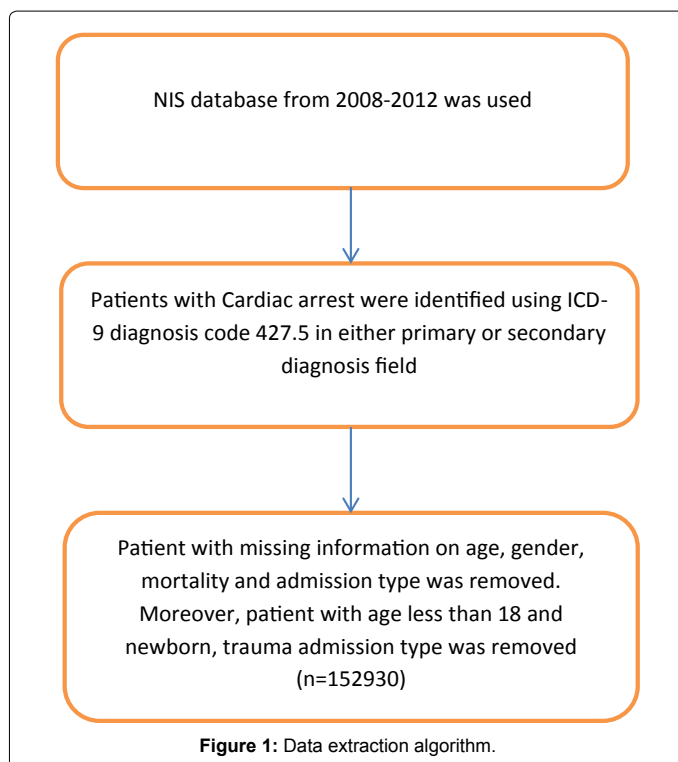 NIS database from 2008-2012 was used
Patients with Cardiac arrest were identified using ICD-
9 diagnosis code 427.5 in either primary or secondary
diagnosis field
Patient with missing information on age, gender,
mortality and admission type was removed.
Moreover, patient with age less than 18 and
newborn, trauma admission type was removed
(n=152930)
Figure 1: Data extraction algorithm.